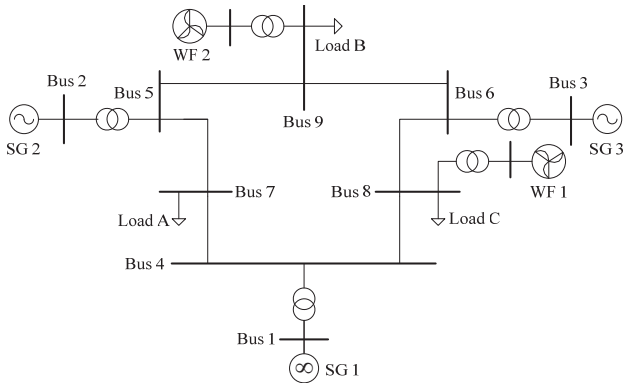 WF 2
Load B
Bus 2
Bus 5
Bus 6
Bus 3
Bus 9
SG 2
SG 3
Bus 7
Bus 8
WF 1
Load A
Load C
Bus 4
Bus 1
∞ SG 1